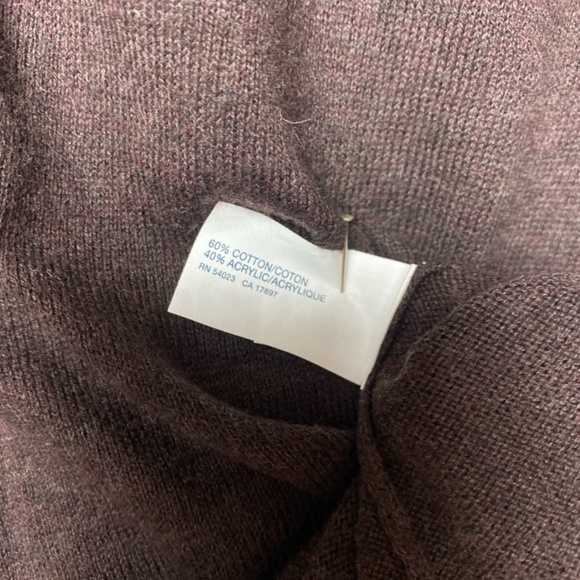 60% COTTON/COTON
40% ACRYLIC/ACRYLIQUE
RN 54023 CA 17897